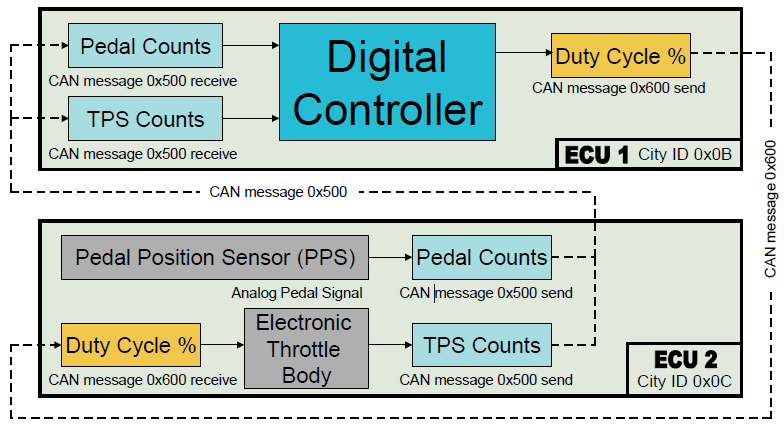 Pedal Counts
CAN message 0x500 receive
TPS Counts
CAN message 0x500 receive
Digital
Controller
Duty Cycle %
CAN message 0x600 send
ECU 1 City ID 0x0B
CAN message 0x600
CAN message 0x500
Pedal Position Sensor (PPS)
Analog Pedal Signal
Pedal Counts
CAN message 0x500 send
Duty Cycle %
CAN message 0x600 receive
Electronic
Throttle
Body
TPS Counts
CAN message 0x500 send
ECU 2
City ID 0x0C